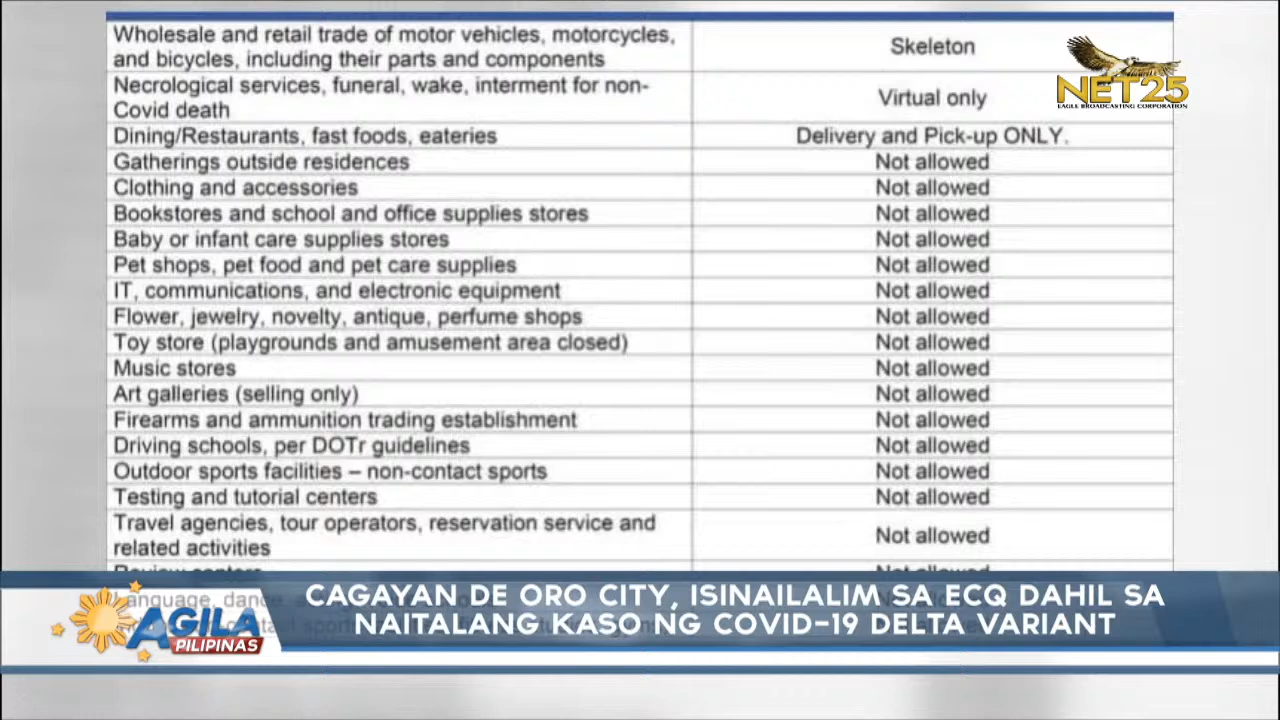 Wholesale and retail trade of motor vehicles, motorcycles,
and bicycles, including their parts and components
Skeleton
Necrological services, funeral, wake, interment for non-
Covid death
Virtual only
Dining/Restaurants, fast foods, eateries
Delivery and Pick-up ONLY.
Gatherings outside residences
Not allowed
Clothing and accessories
Not allowed
Bookstores and school and office supplies stores
Not allowed
Baby or infant care supplies stores
Not allowed
Pet shops, pet food and pet care supplies
Not allowed
IT, communications, and electronic equipment
Not allowed
Flower, jewelry, novelty, antique, perfume shops
Not allowed
Toy store (playgrounds and amusement area closed)
Not allowed
Music stores
Not allowed
Art galleries (selling only)
Not allowed
Firearms and ammunition trading establishment
Not allowed
Driving schools, per DOTr guidelines
Not allowed
Outdoor sports facilities – non-contact sports
Not allowed
Testing and tutorial centers
Not allowed
Travel agencies, tour operators, reservation service and
related activities
Not allowed
NET25
EAGLE BROADCASTING CORPORATION
AGILA
PILIPINAS
CAGAYAN DE ORO CITY, ISINAILALIM SA ECQ DAHIL SA
NAITALANG KASO NG COVID-19 DELTA VARIANT